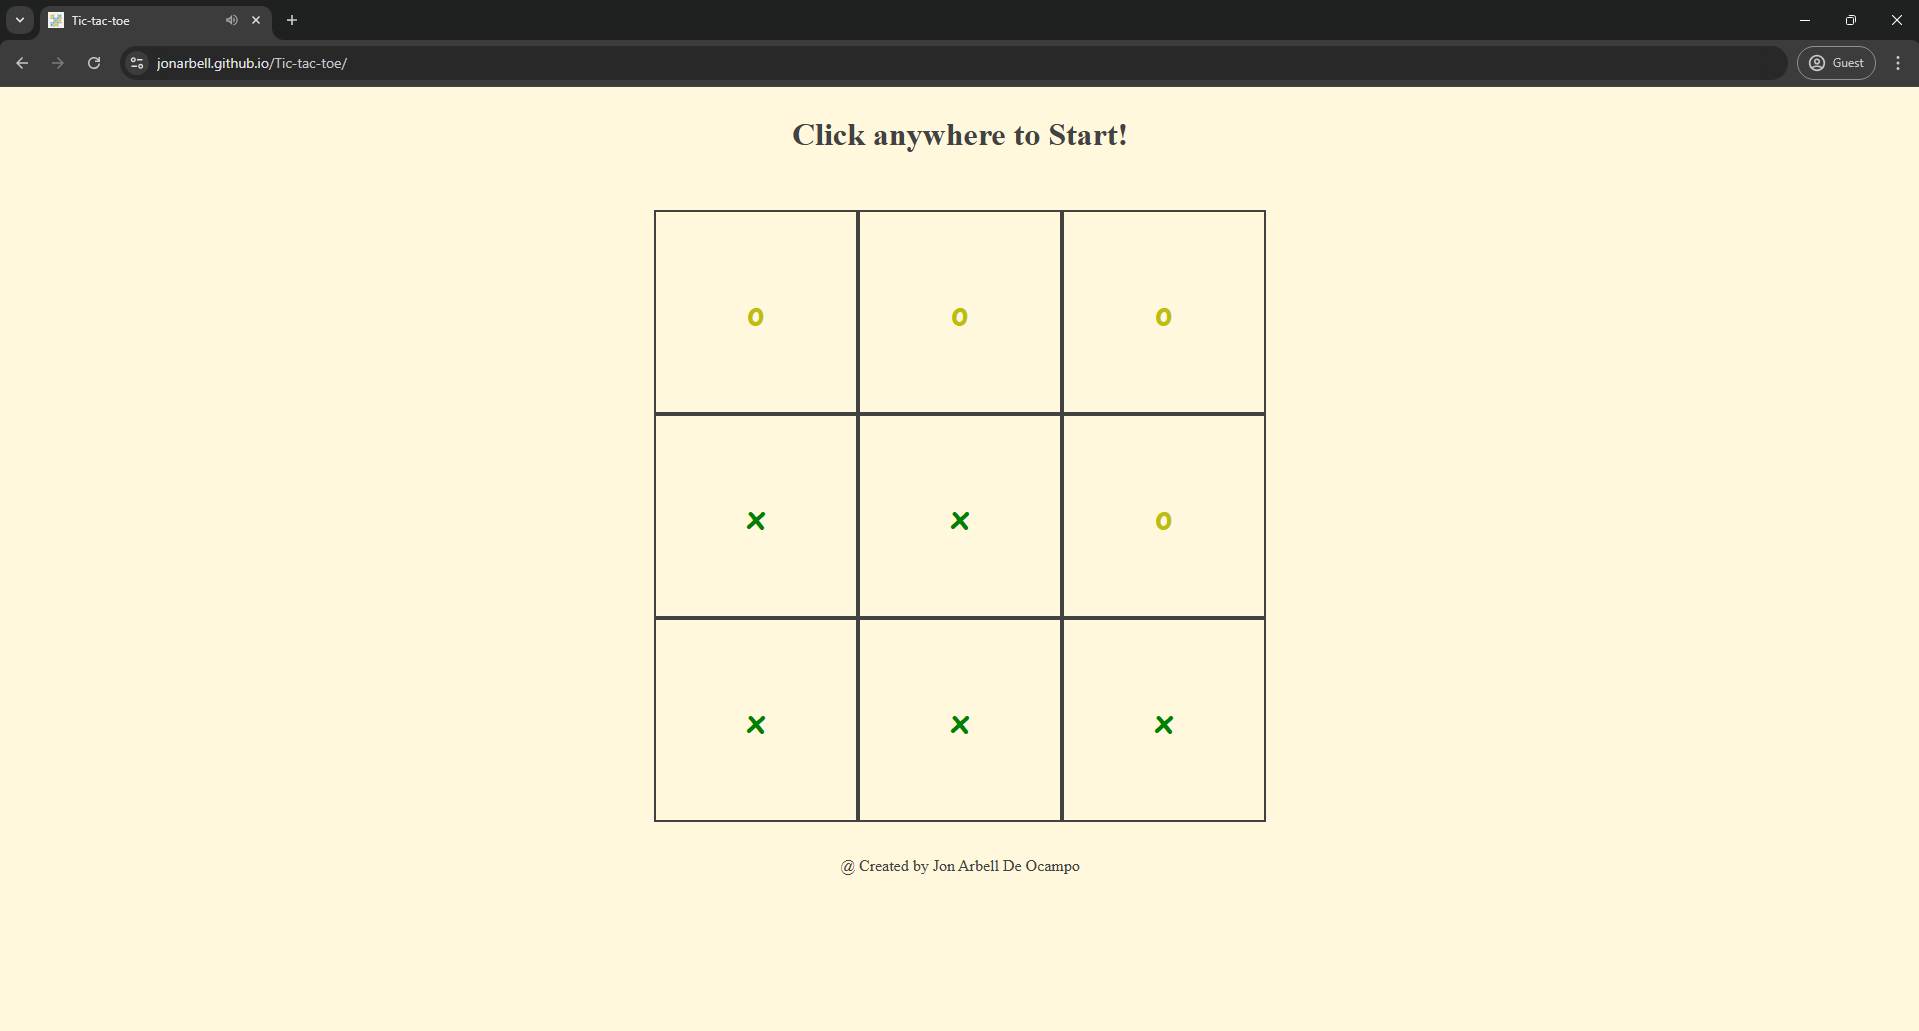 Tic-tac-toe
jonarbell.github.io/Tic-tac-toe/
Guest
Click anywhere to Start!
o o o
x x o
x x x
@ Created by Jon Arbell De Ocampo